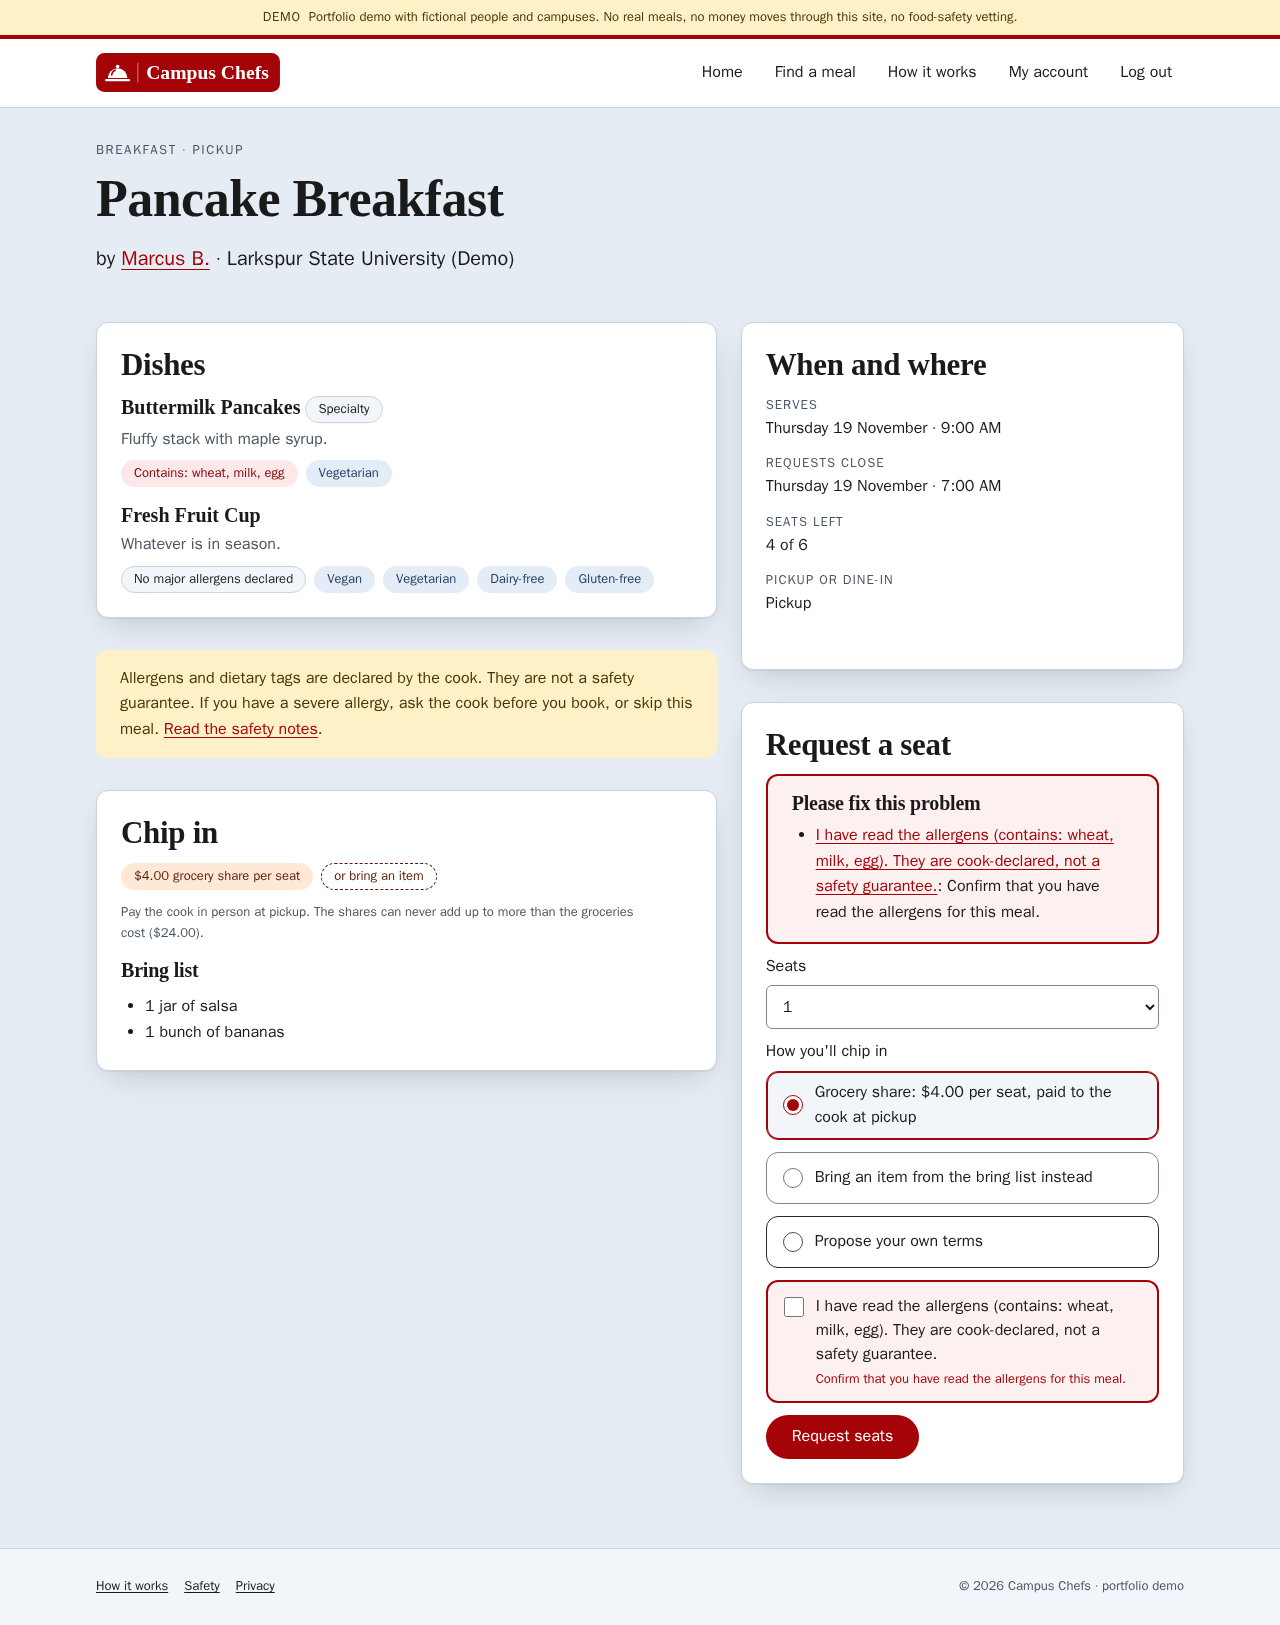 DEMO Portfolio demo with fictional people and campuses. No real meals, no money moves through this site, no food-safety vetting.
Campus Chefs
Home
Find a meal
How it works
My account
Log out
BREAKFAST · PICKUP
Pancake Breakfast
by Marcus B. · Larkspur State University (Demo)
Dishes
Buttermilk Pancakes Specialty
Fluffy stack with maple syrup.
Contains: wheat, milk, egg Vegetarian
Fresh Fruit Cup
Whatever is in season.
No major allergens declared Vegan Vegetarian Dairy-free Gluten-free
Allergens and dietary tags are declared by the cook. They are not a safety
guarantee. If you have a severe allergy, ask the cook before you book, or skip this
meal. Read the safety notes.
Chip in
$4.00 grocery share per seat or bring an item
Pay the cook in person at pickup. The shares can never add up to more than the groceries
cost ($24.00).
Bring list
• 1 jar of salsa
• 1 bunch of bananas
When and where
SERVES
Thursday 19 November · 9:00 AM
REQUESTS CLOSE
Thursday 19 November · 7:00 AM
SEATS LEFT
4 of 6
PICKUP OR DINE-IN
Pickup
Request a seat
Please fix this problem
• I have read the allergens (contains: wheat,
milk, egg). They are cook-declared, not a
safety guarantee.: Confirm that you have
read the allergens for this meal.
Seats
1
How you'll chip in
Grocery share: $4.00 per seat, paid to the
cook at pickup
Bring an item from the bring list instead
Propose your own terms
I have read the allergens (contains: wheat,
milk, egg). They are cook-declared, not a
safety guarantee.
Confirm that you have read the allergens for this meal.
Request seats
How it works Safety Privacy
© 2026 Campus Chefs · portfolio demo